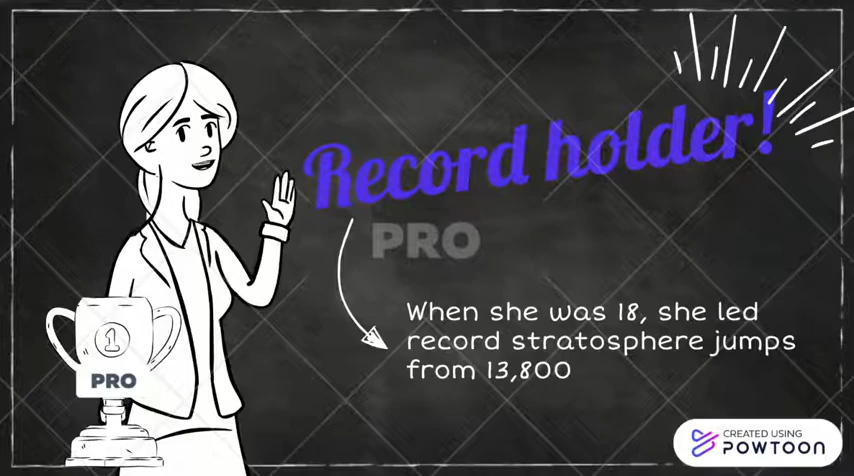 Record holder!
PRO
When she was 18, she led
record stratosphere jumps
from 13,800
1
PRO
CREATED USING
POWTOON